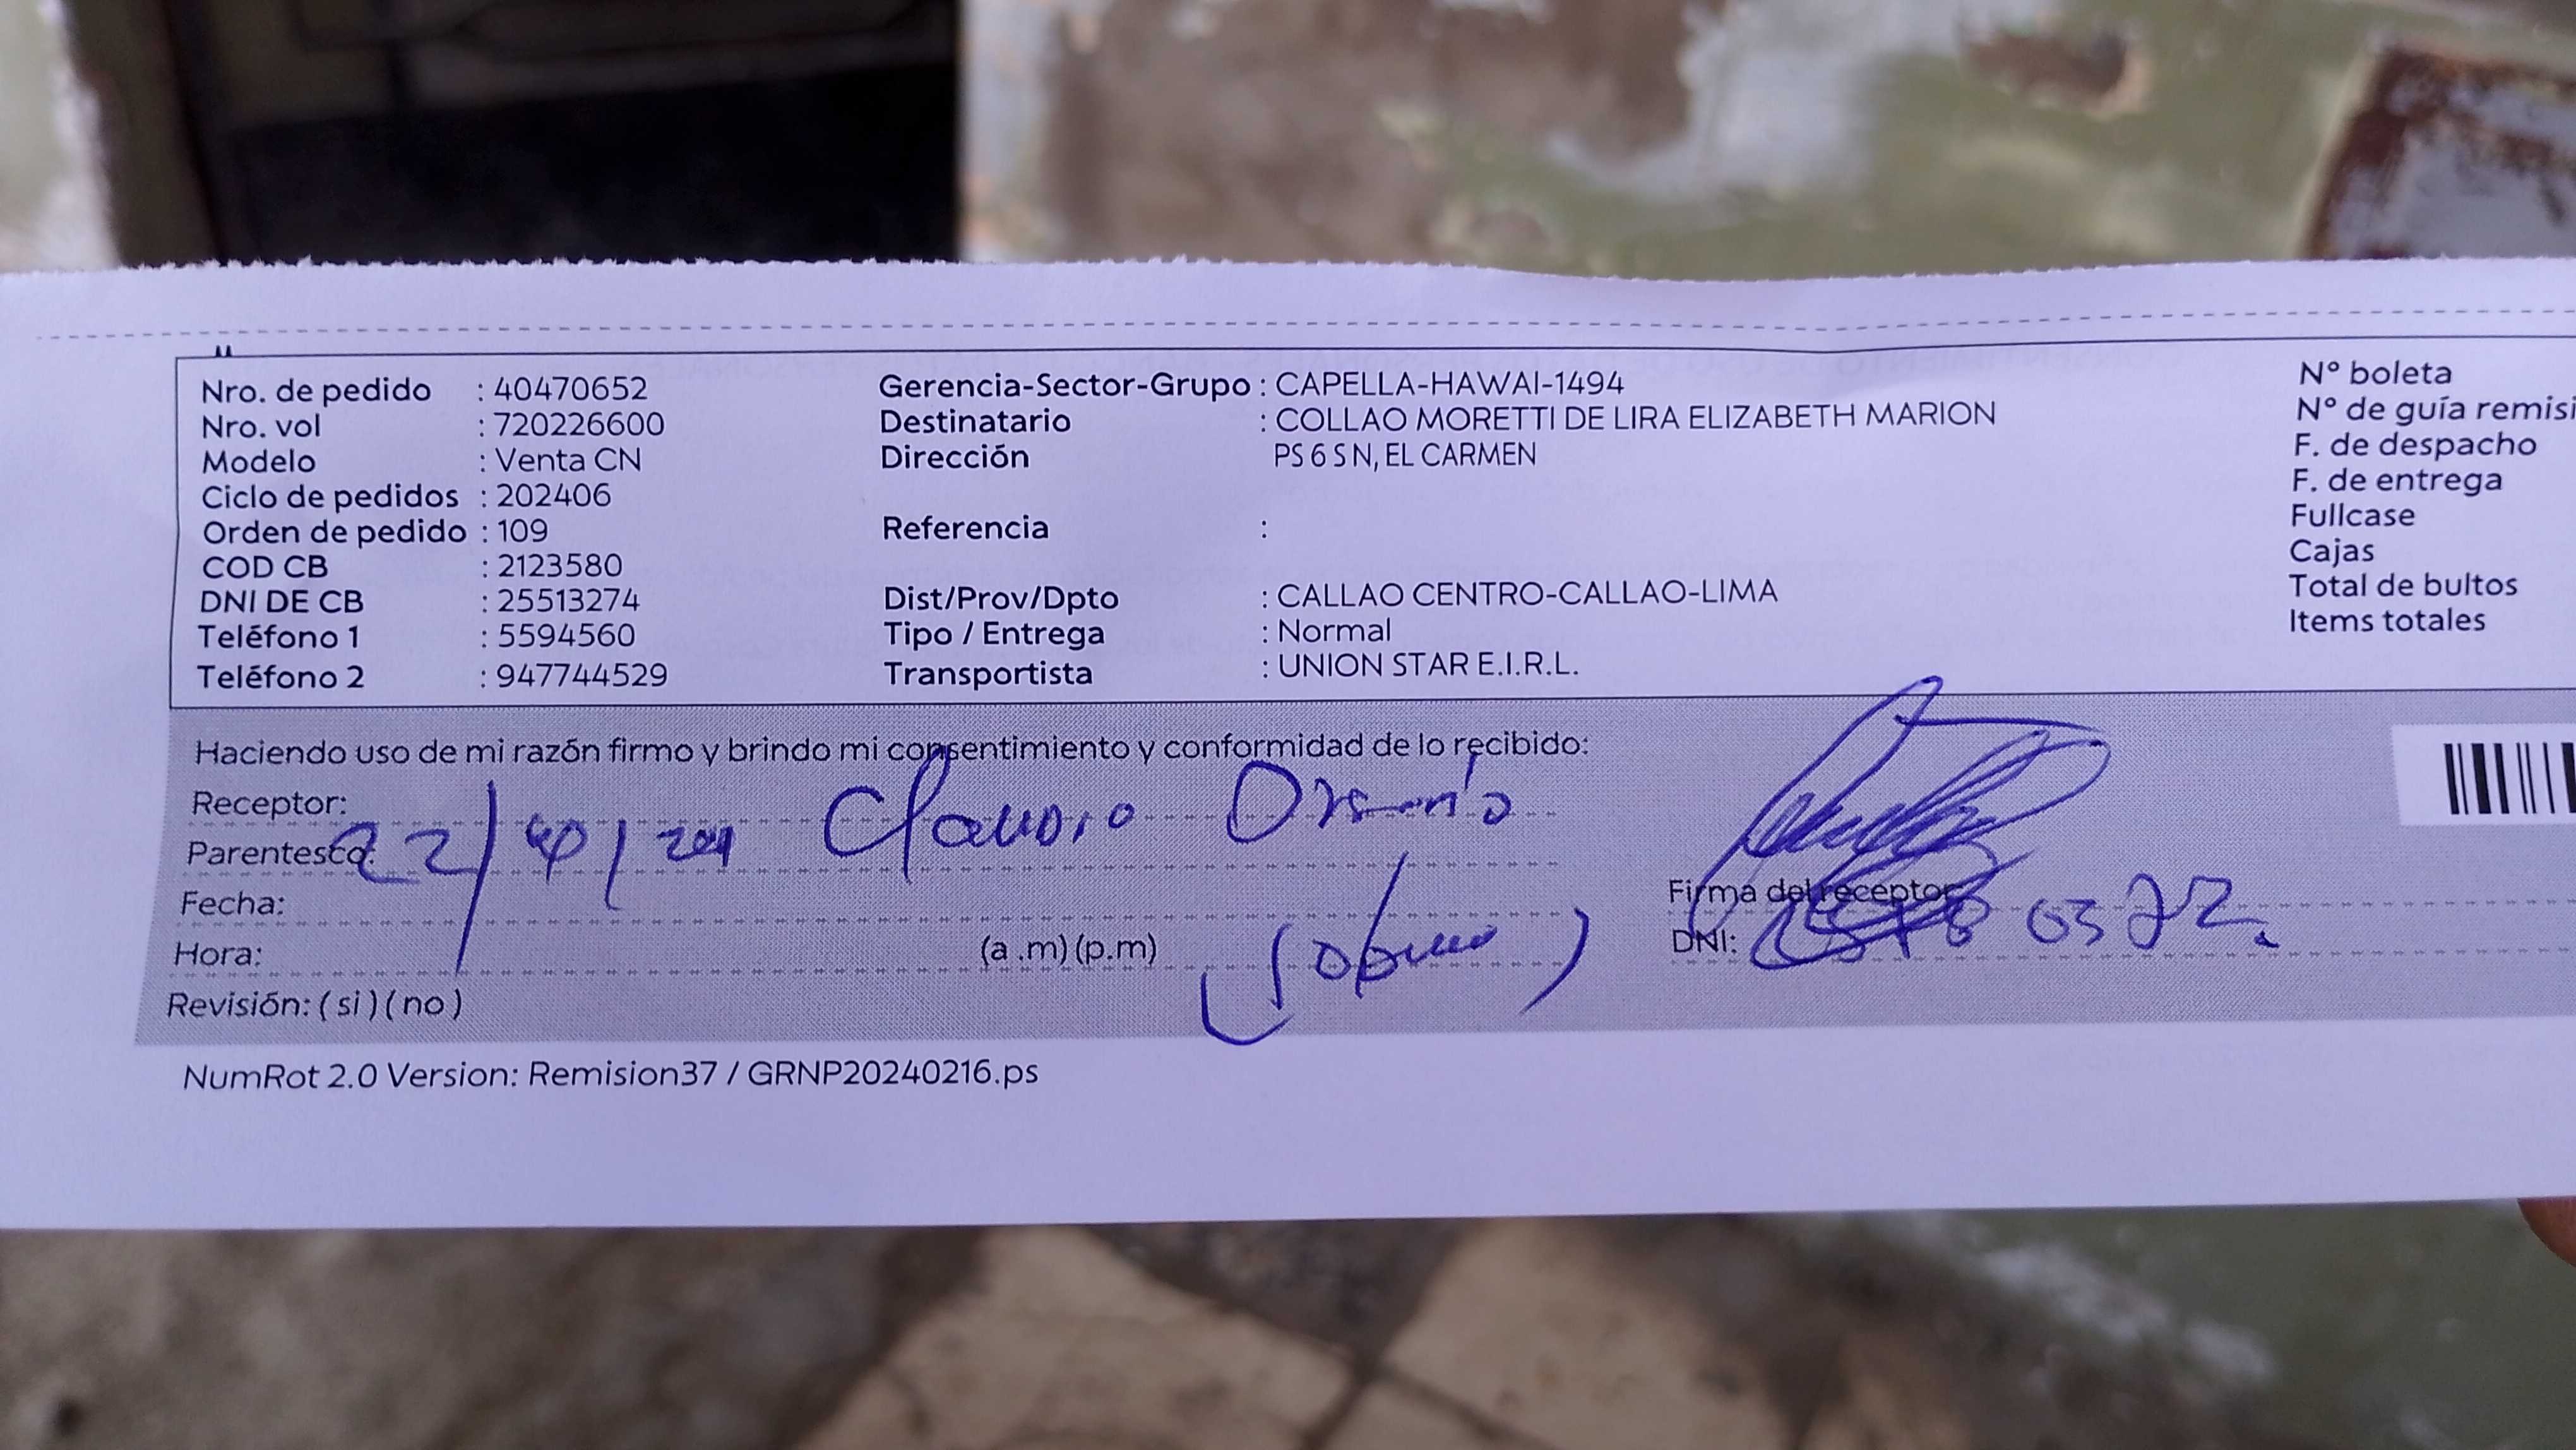 Nro. de pedido : 40470652
Nro. vol : 720226600
Modelo : Venta CN
Ciclo de pedidos : 202406
Orden de pedido : 109
COD CB : 2123580
DNI DE CB : 25513274
Teléfono 1 : 5594560
Teléfono 2 : 947744529
Gerencia-Sector-Grupo : CAPELLA-HAWAI-1494
Destinatario : COLLAO MORETTI DE LIRA ELIZABETH MARION
Dirección PS 6 S N, EL CARMEN
Referencia :
Dist/Prov/Dpto : CALLAO CENTRO-CALLAO-LIMA
Tipo / Entrega : Normal
Transportista : UNION STAR E.I.R.L.
N° boleta
N° de guía remisi
F. de despacho
F. de entrega
Fullcase
Cajas
Total de bultos
Items totales
Haciendo uso de mi razón firmo y brindo mi consentimiento y conformidad de lo recibido:
Receptor: Claudio
Parentesco: 22/
Fecha:
Hora: (a .m) (p.m)
Revisión: ( si ) ( no )
(sobrino)
Firma del receptor
DNI:
NumRot 2.0 Version: Remision37 / GRNP20240216.ps